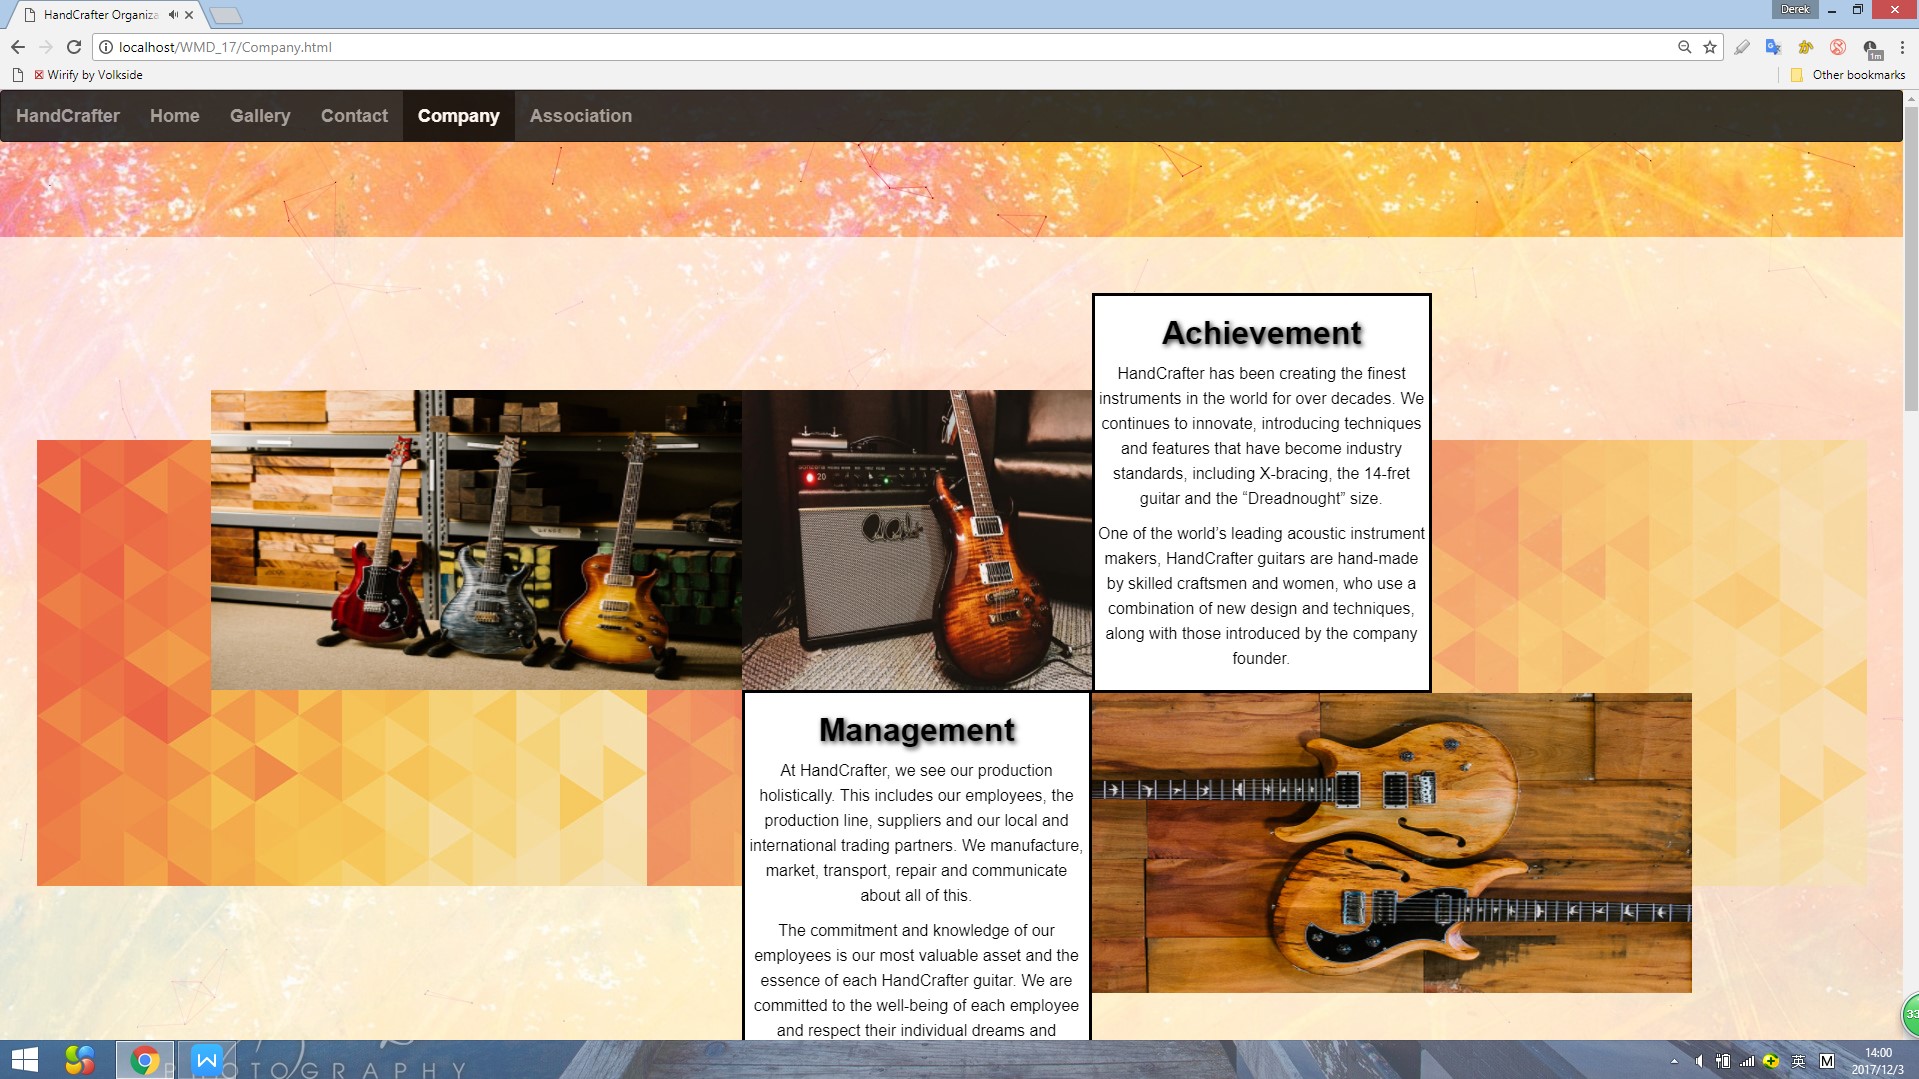 HandCrafter Organiza
Derek
localhost/WMD_17/Company.html
Wirify by Volkside
Other bookmarks
HandCrafter Home Gallery Contact Company Association
Achievement
HandCrafter has been creating the finest
instruments in the world for over decades. We
continues to innovate, introducing techniques
and features that have become industry
standards, including X-bracing, the 14-fret
guitar and the “Dreadnought” size.
One of the world’s leading acoustic instrument
makers, HandCrafter guitars are hand-made
by skilled craftsmen and women, who use a
combination of new design and techniques,
along with those introduced by the company
founder.
Management
At HandCrafter, we see our production
holistically. This includes our employees, the
production line, suppliers and our local and
international trading partners. We manufacture,
market, transport, repair and communicate
about all of this.
The commitment and knowledge of our
employees is our most valuable asset and the
essence of each HandCrafter guitar. We are
committed to the well-being of each employee
and respect their individual dreams and
33
1m
20
PHOTOGRAPHY
英 M
14:00
2017/12/3